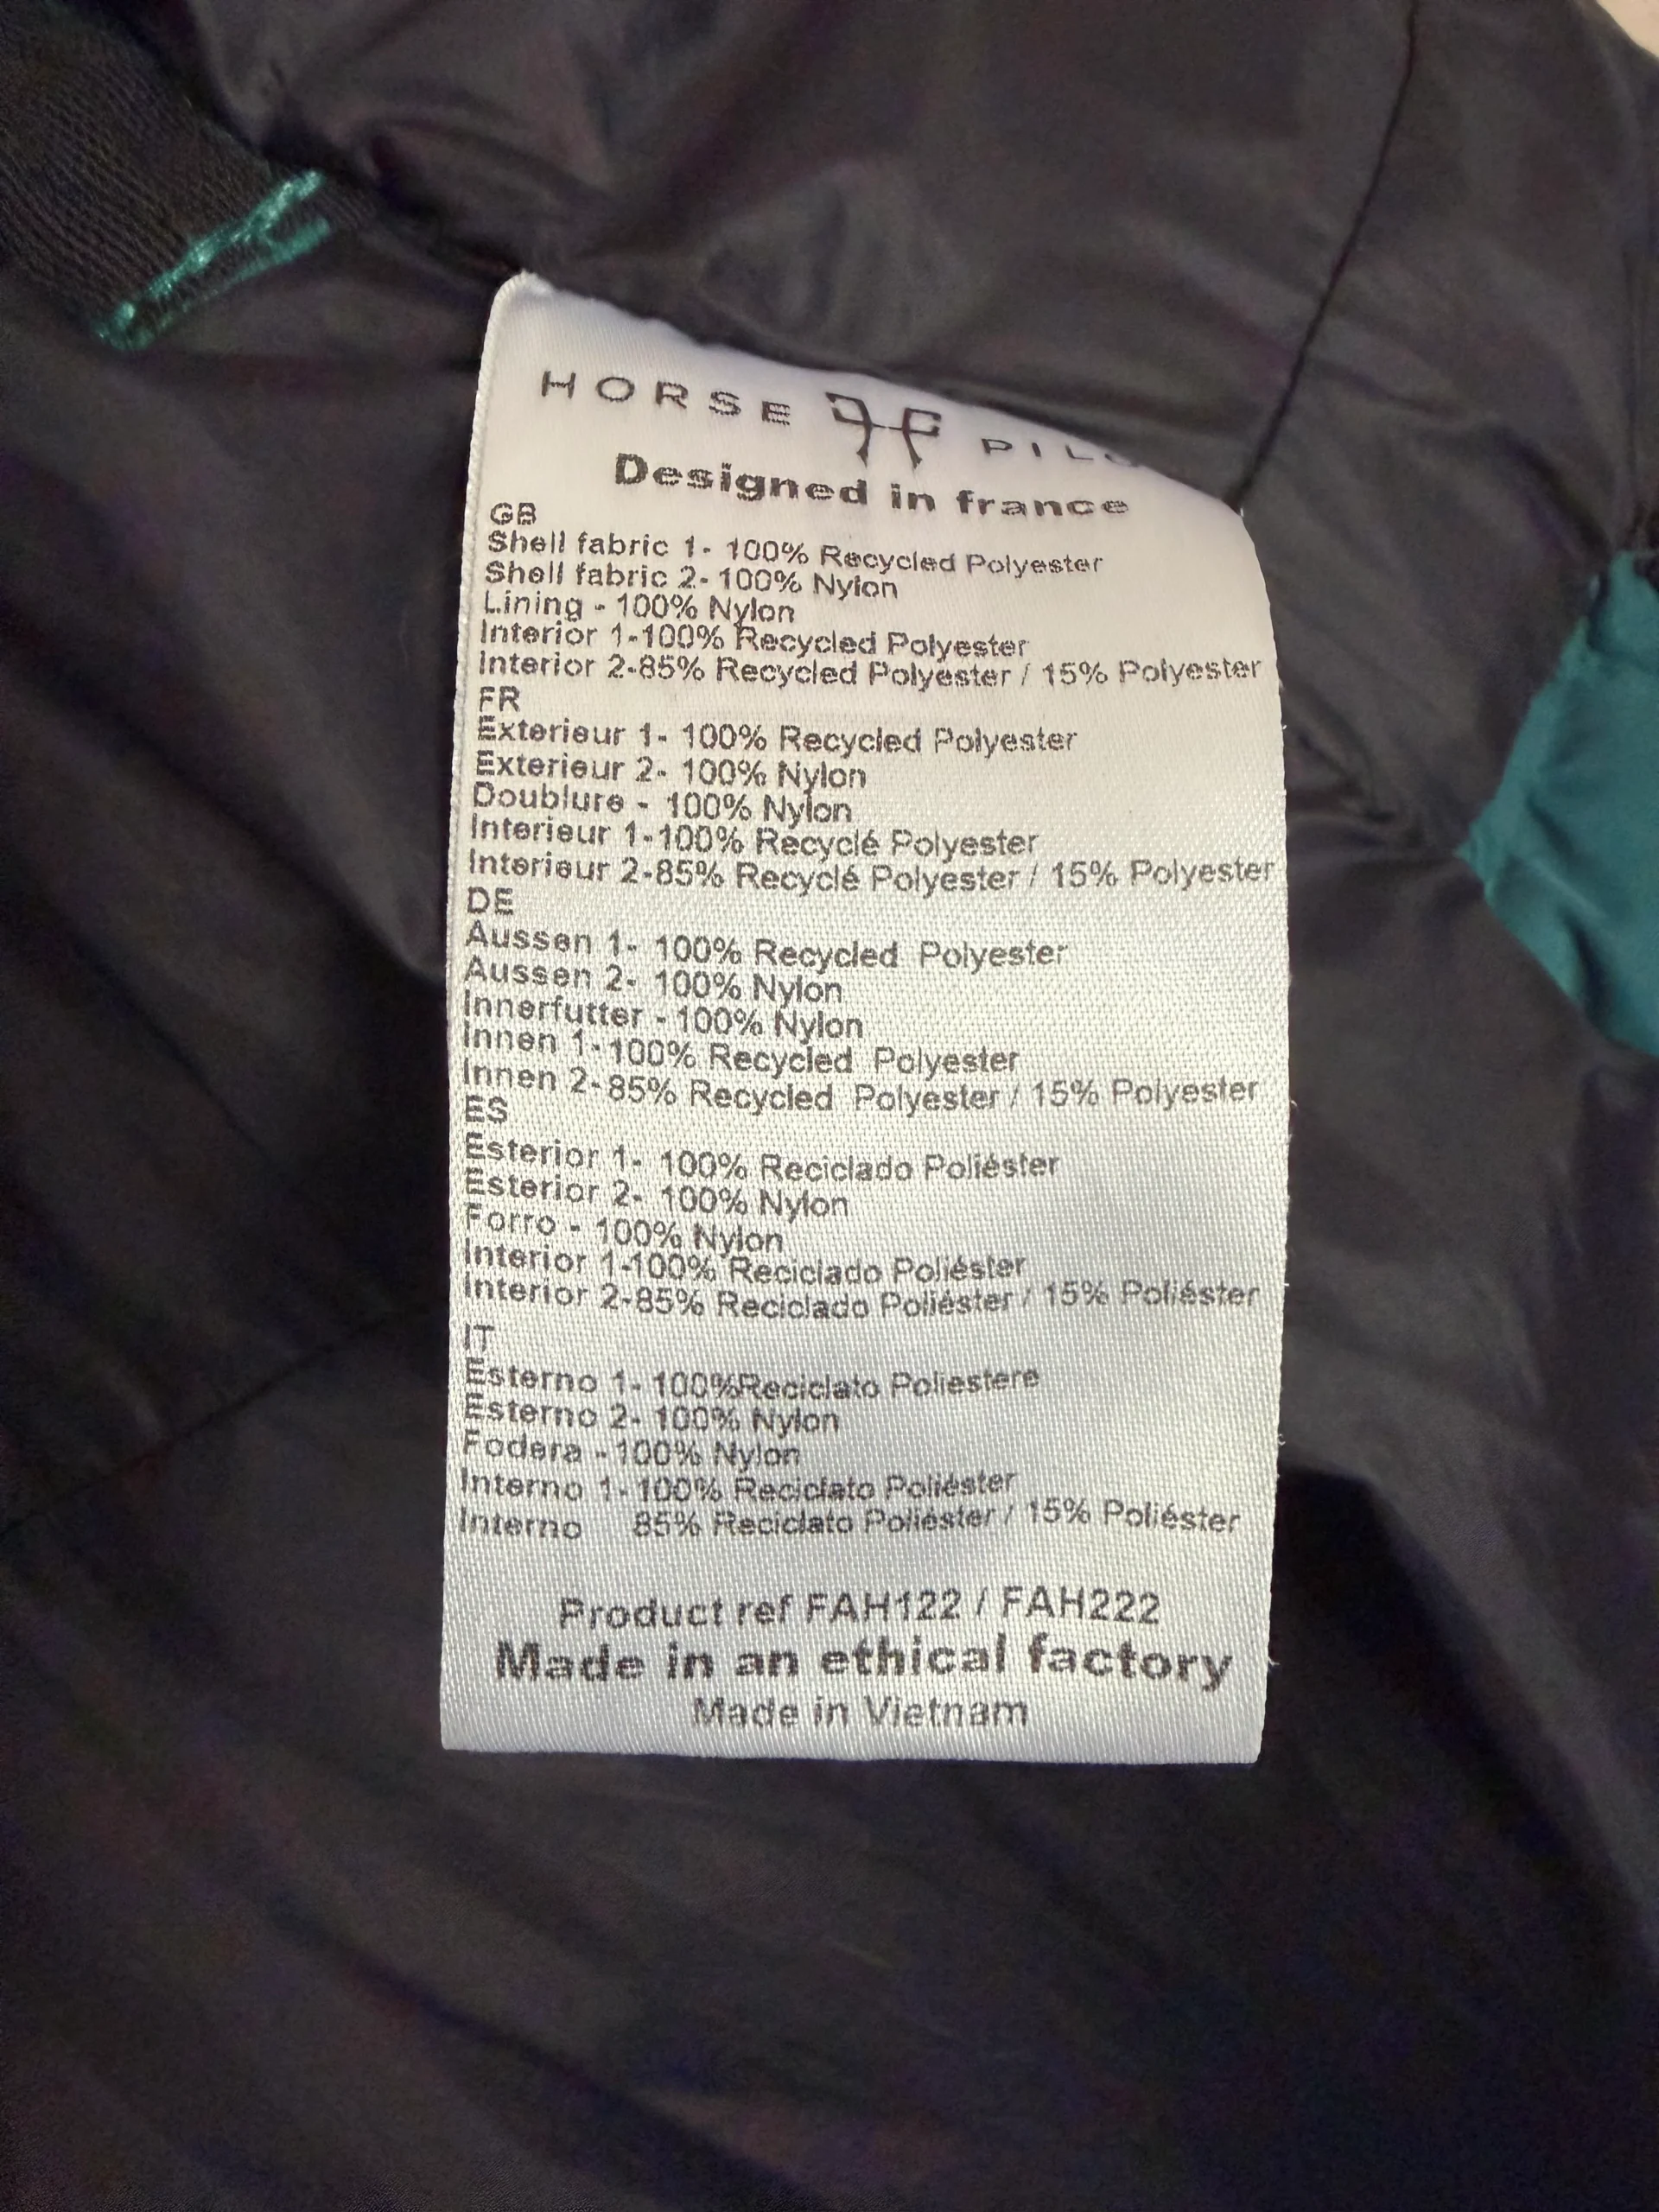 HORSE PILO
Designed in france
GB
Shell fabric 1- 100% Recycled Polyester
Shell fabric 2- 100% Nylon
Lining - 100% Nylon
Interior 1-100% Recycled Polyester
Interior 2-85% Recycled Polyester / 15% Polyester
FR
Exterieur 1- 100% Recycled Polyester
Exterieur 2- 100% Nylon
Doublure - 100% Nylon
Interieur 1-100% Recyclé Polyester
Interieur 2-85% Recyclé Polyester / 15% Polyester
DE
Aussen 1- 100% Recycled Polyester
Aussen 2- 100% Nylon
Innerfutter - 100% Nylon
Innen 1-100% Recycled Polyester
Innen 2-85% Recycled Polyester / 15% Polyester
ES
Esterior 1- 100% Reciclado Poliéster
Esterior 2- 100% Nylon
Forro - 100% Nylon
Interior 1-100% Reciclado Poliéster
Interior 2-85% Reciclado Poliéster / 15% Poliéster
IT
Esterno 1- 100%Reciclato Poliestere
Esterno 2- 100% Nylon
Fodera -100% Nylon
Interno 1-100% Reciclato Poliéster
Interno 85% Reciclato Poliéster / 15% Poliéster
Product ref FAH122 / FAH222
Made in an ethical factory
Made in Vietnam